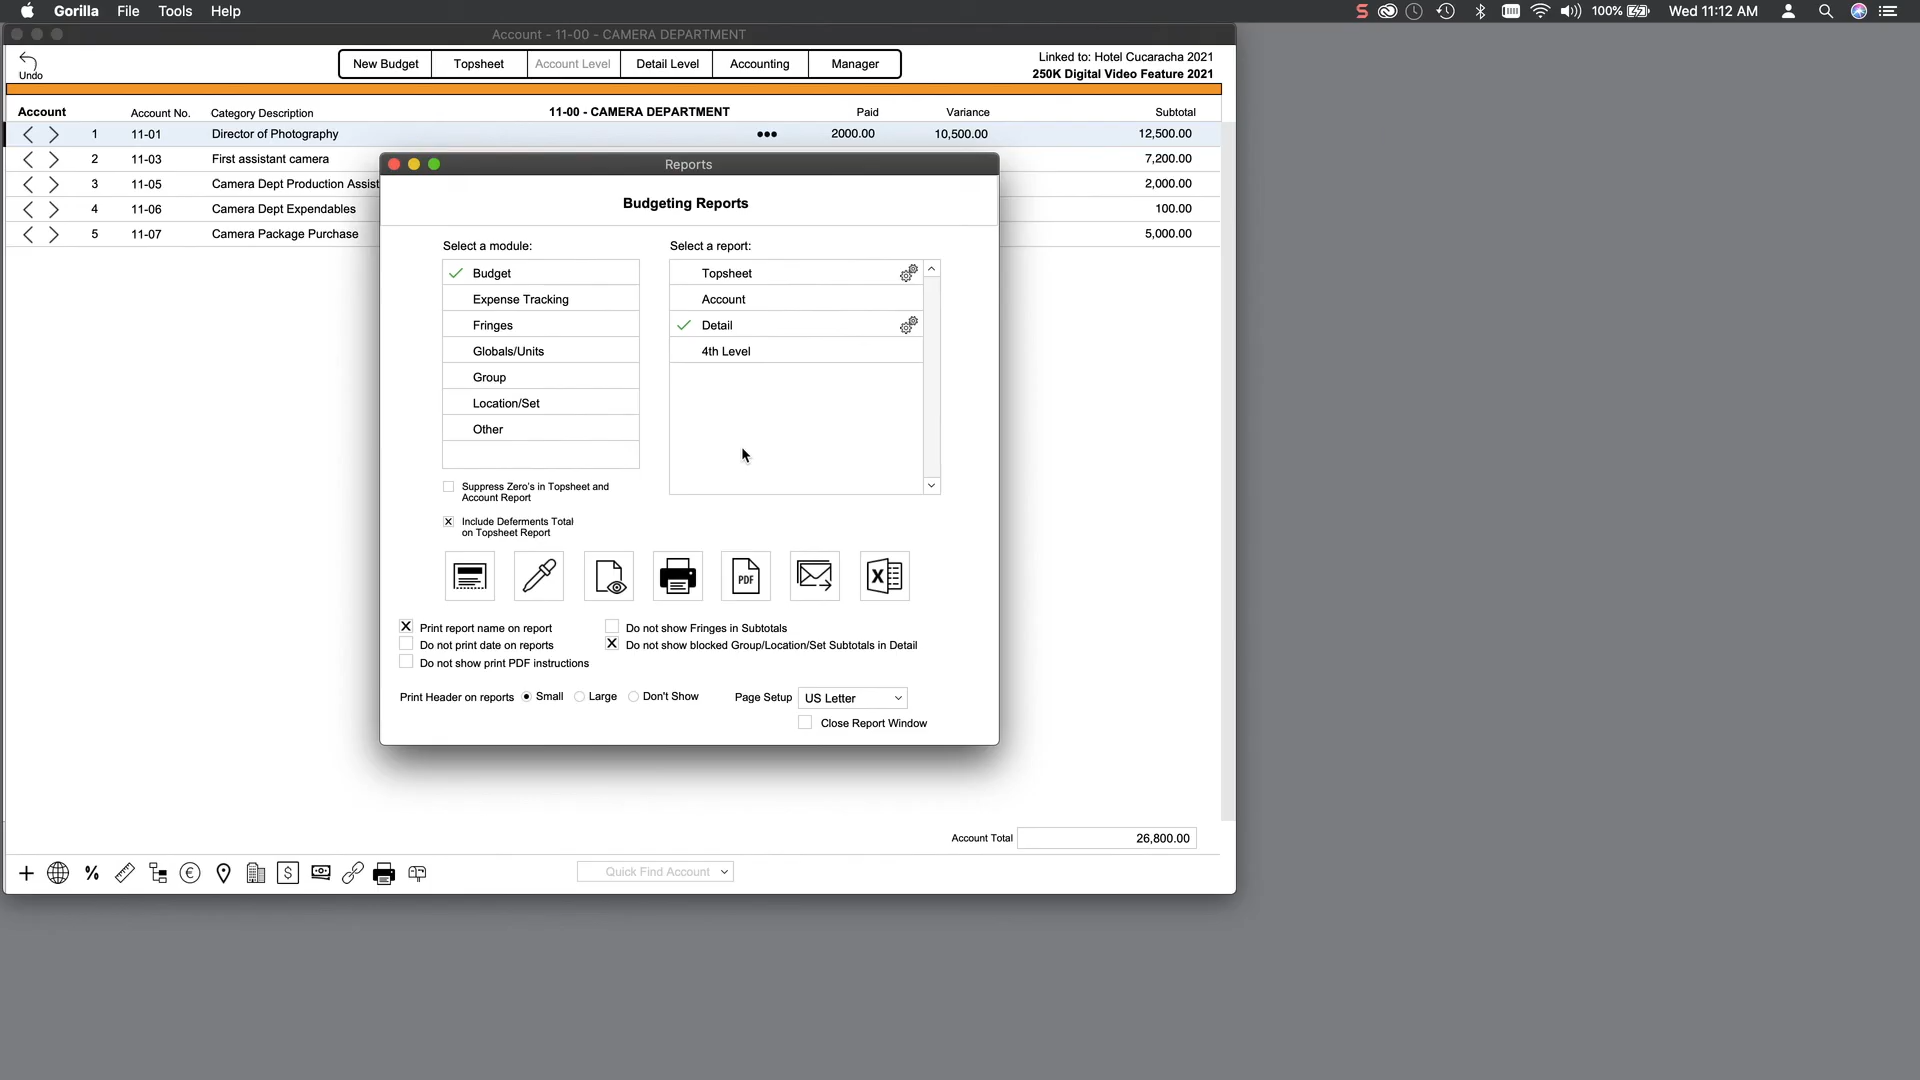 Gorilla File Tools Help 100% Wed 11:12 AM
Account - 11-00 - CAMERA DEPARTMENT
Undo
New Budget Topsheet Account Level Detail Level Accounting Manager
Linked to: Hotel Cucaracha 2021
250K Digital Video Feature 2021
Account Account No. Category Description 11-00 - CAMERA DEPARTMENT Paid Variance Subtotal
1 11-01 Director of Photography ••• 2000.00 10,500.00 12,500.00
2 11-03 First assistant camera 7,200.00
3 11-05 Camera Dept Production Assist 2,000.00
4 11-06 Camera Dept Expendables 100.00
5 11-07 Camera Package Purchase 5,000.00
Reports
Budgeting Reports
Select a module: Select a report:
Budget Topsheet
Expense Tracking Account
Fringes Detail
Globals/Units 4th Level
Group
Location/Set
Other
Suppress Zero's in Topsheet and
Account Report
Include Deferments Total
on Topsheet Report
PDF
X
Print report name on report Do not show Fringes in Subtotals
Do not print date on reports Do not show blocked Group/Location/Set Subtotals in Detail
Do not show print PDF instructions
Print Header on reports Small Large Don't Show Page Setup US Letter
Close Report Window
Account Total 26,800.00
Quick Find Account